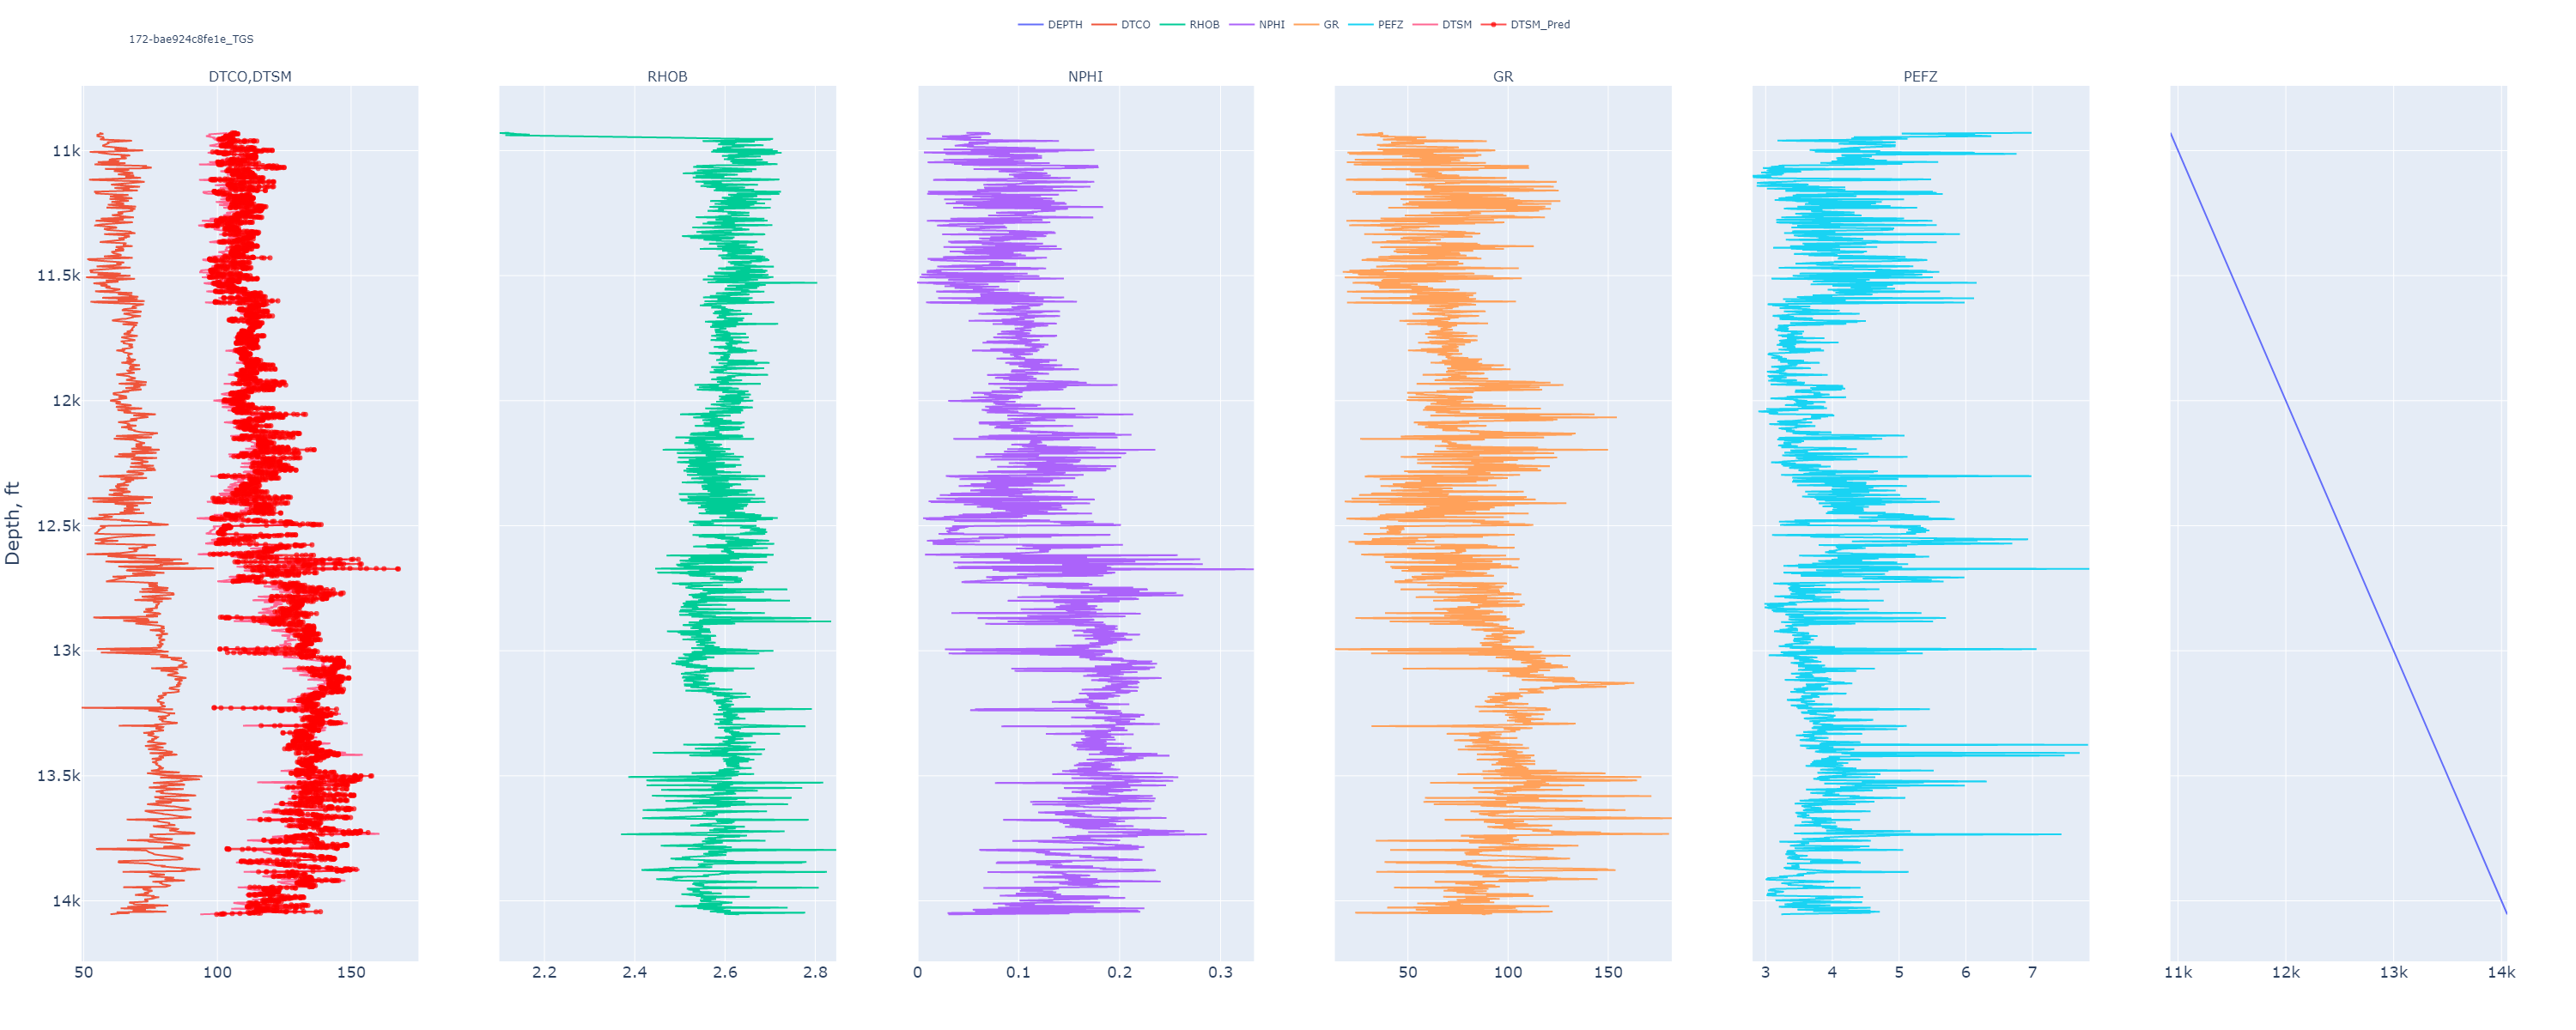 DEPTH DTCO RHOB NPHI GR PEFZ DTSM DTSM_Pred
172-bae924c8fe1e_TGS
DTCO,DTSM RHOB NPHI GR PEFZ
11k
11.5k
12k
12.5k
13k
13.5k
14k
Depth, ft
50 100 150 2.2 2.4 2.6 2.8 0 0.1 0.2 0.3 50 100 150 3 4 5 6 7 11k 12k 13k 14k